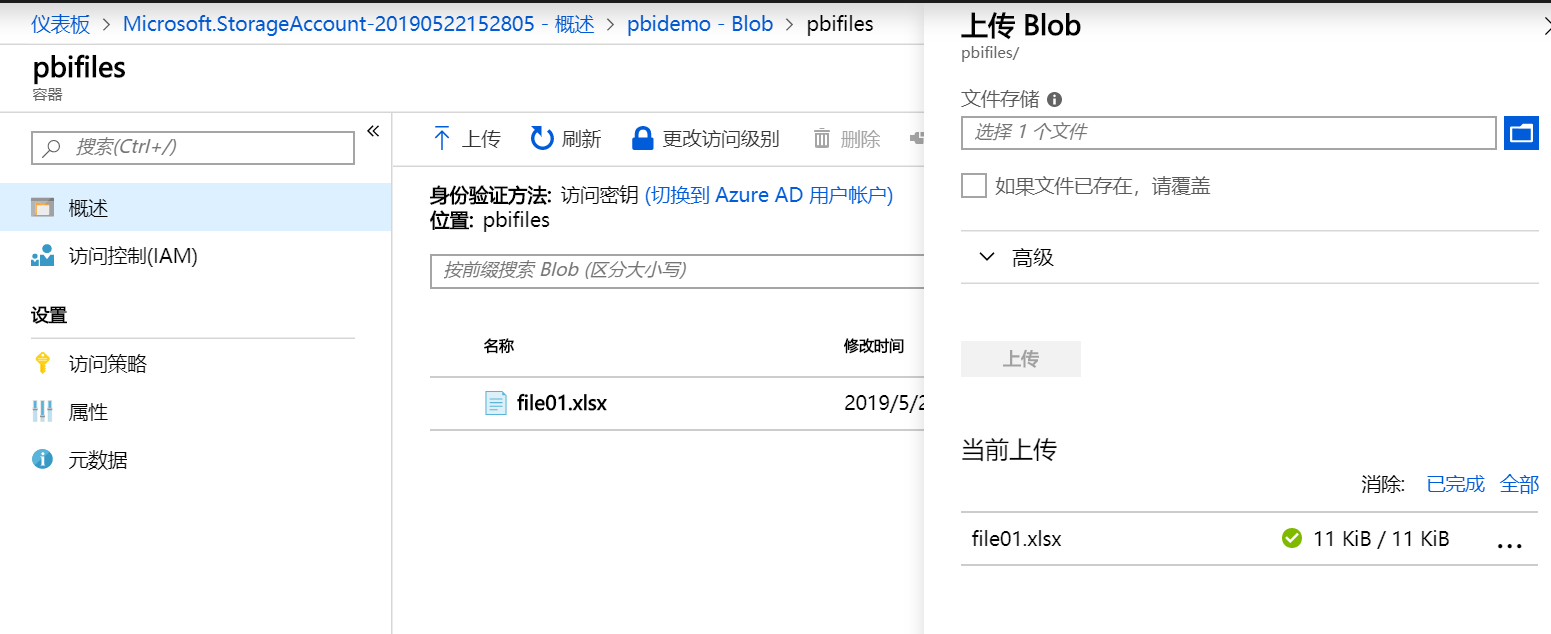 仪表板 > Microsoft.StorageAccount-20190522152805 - 概述 > pbidemo - Blob > pbifiles
pbifiles
容器
«
搜索(Ctrl+/)
概述
访问控制(IAM)
设置
访问策略
属性
元数据
上传 刷新 更改访问级别 删除
身份验证方法: 访问密钥 (切换到 Azure AD 用户帐户)
位置: pbifiles
按前缀搜索 Blob (区分大小写)
名称 修改时间
file01.xlsx 2019/5/2
上传 Blob
pbifiles/
文件存储
选择 1 个文件
如果文件已存在，请覆盖
高级
上传
当前上传
消除: 已完成 全部
file01.xlsx 11 KiB / 11 KiB ...